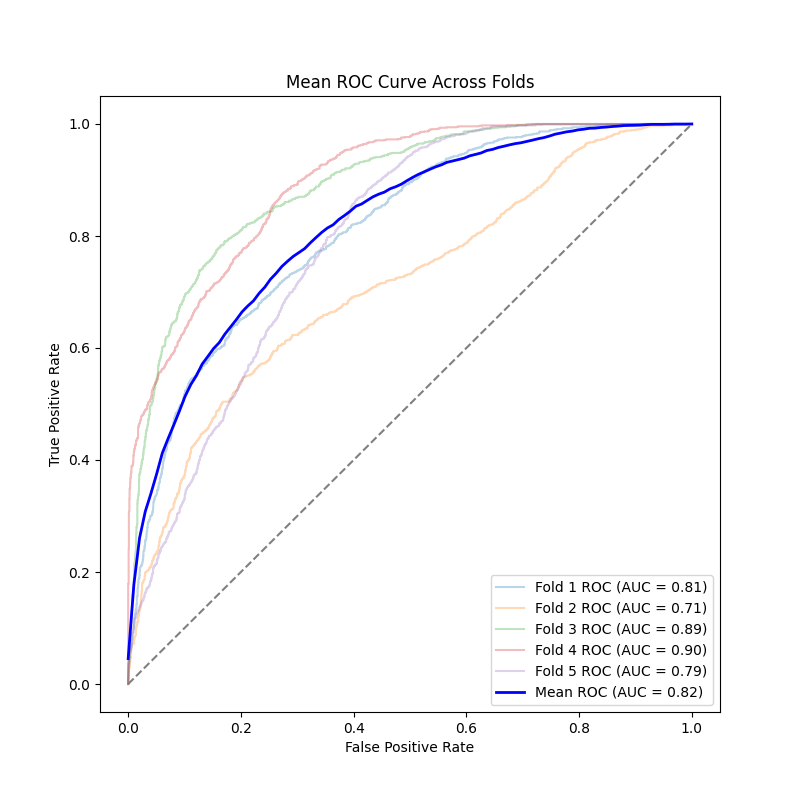 Mean ROC Curve Across Folds
1.0
0.8
0.6
0.4
0.2
0.0
True Positive Rate
0.0 0.2 0.4 0.6 0.8 1.0
False Positive Rate
Fold 1 ROC (AUC = 0.81)
Fold 2 ROC (AUC = 0.71)
Fold 3 ROC (AUC = 0.89)
Fold 4 ROC (AUC = 0.90)
Fold 5 ROC (AUC = 0.79)
Mean ROC (AUC = 0.82)